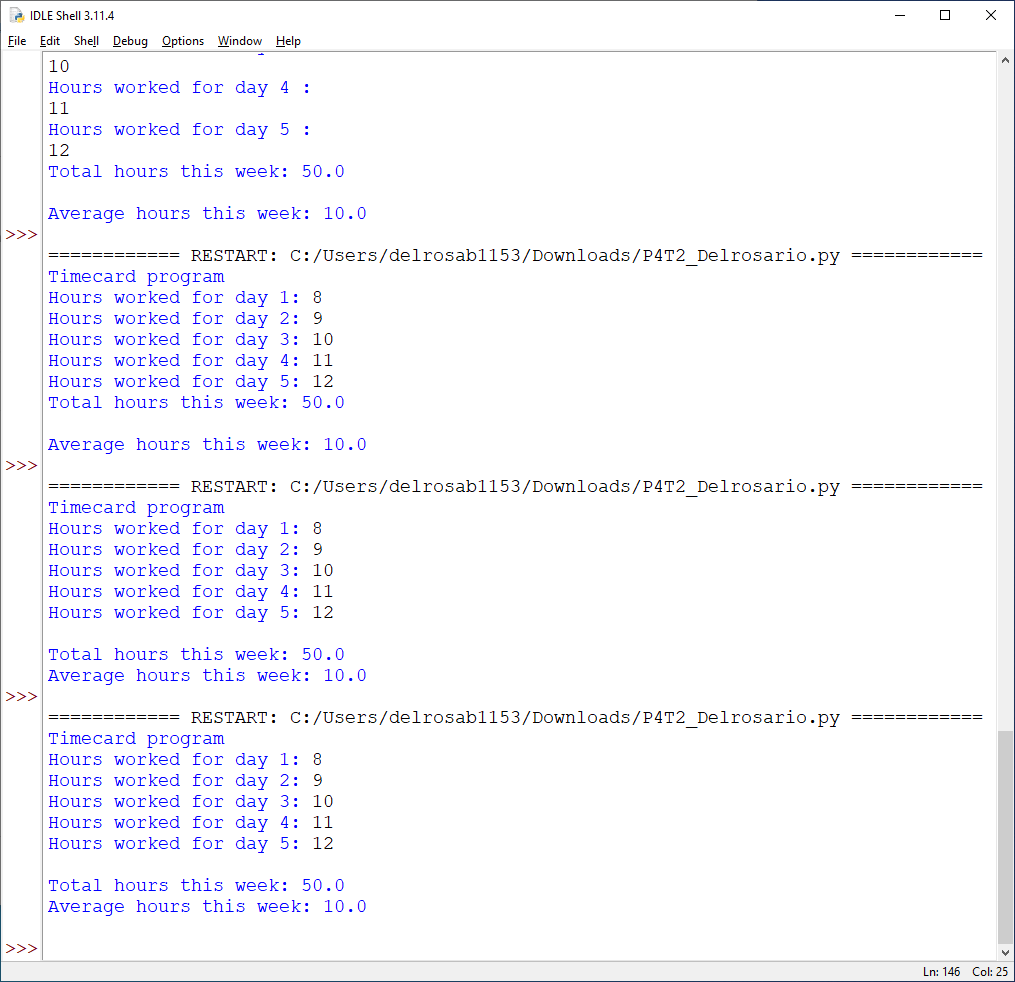 IDLE Shell 3.11.4
File Edit Shell Debug Options Window Help
10
Hours worked for day 4 :
11
Hours worked for day 5 :
12
Total hours this week: 50.0
Average hours this week: 10.0
>>>
============ RESTART: C:/Users/delrosab1153/Downloads/P4T2_Delrosario.py ============
Timecard program
Hours worked for day 1: 8
Hours worked for day 2: 9
Hours worked for day 3: 10
Hours worked for day 4: 11
Hours worked for day 5: 12
Total hours this week: 50.0
Average hours this week: 10.0
>>>
============ RESTART: C:/Users/delrosab1153/Downloads/P4T2_Delrosario.py ============
Timecard program
Hours worked for day 1: 8
Hours worked for day 2: 9
Hours worked for day 3: 10
Hours worked for day 4: 11
Hours worked for day 5: 12
Total hours this week: 50.0
Average hours this week: 10.0
>>>
============ RESTART: C:/Users/delrosab1153/Downloads/P4T2_Delrosario.py ============
Timecard program
Hours worked for day 1: 8
Hours worked for day 2: 9
Hours worked for day 3: 10
Hours worked for day 4: 11
Hours worked for day 5: 12
Total hours this week: 50.0
Average hours this week: 10.0
>>>
Ln: 146 Col: 25